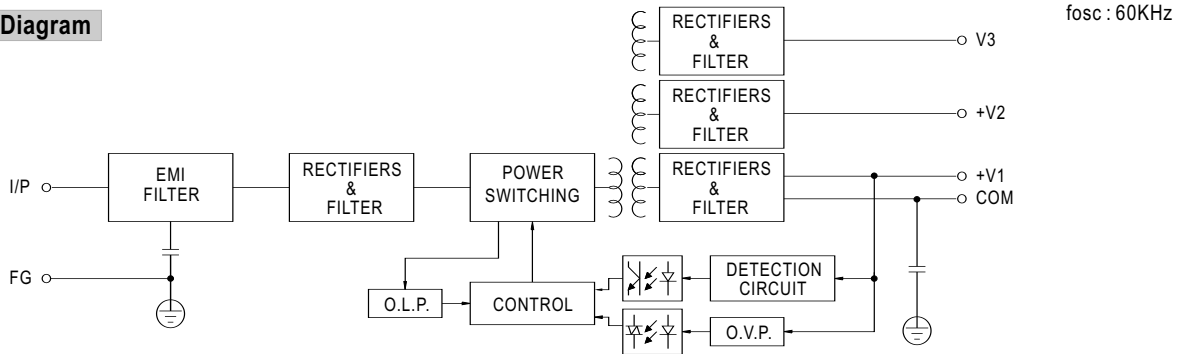 Diagram
fosc : 60KHz
RECTIFIERS
&
FILTER
V3
RECTIFIERS
&
FILTER
+V2
I/P
EMI
FILTER
RECTIFIERS
&
FILTER
POWER
SWITCHING
RECTIFIERS
&
FILTER
+V1
COM
FG
O.L.P.
CONTROL
DETECTION
CIRCUIT
O.V.P.